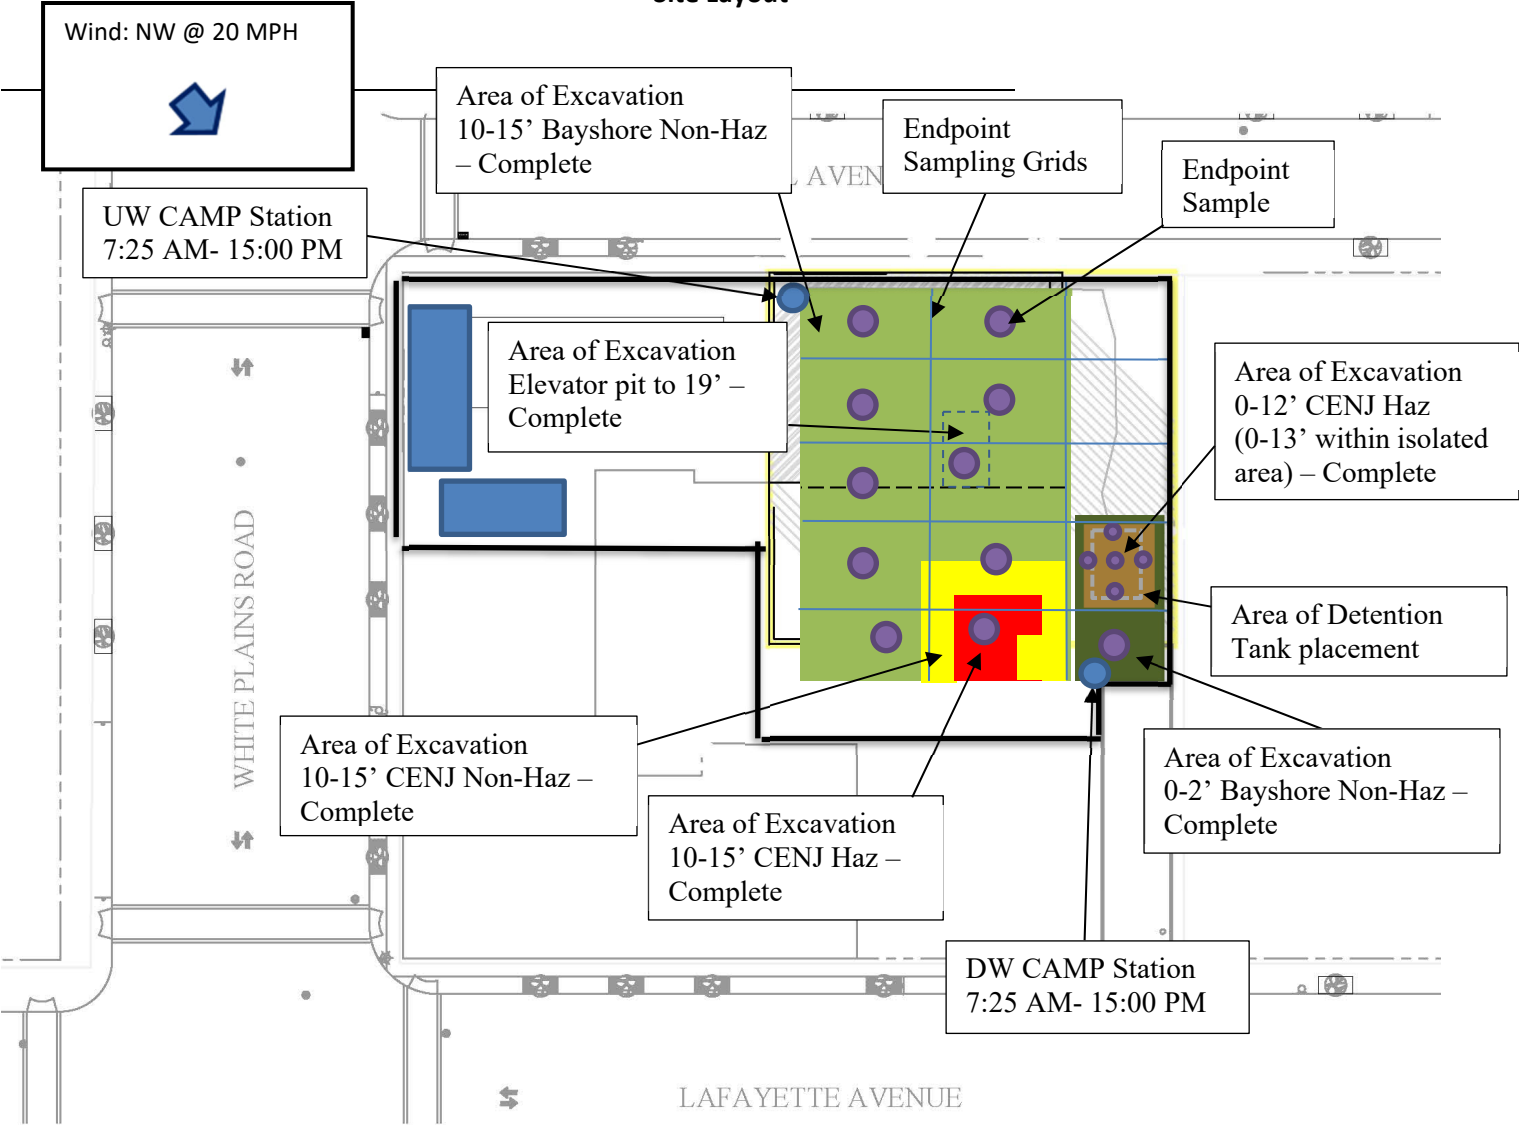 Site Layout
Wind: NW @ 20 MPH
Area of Excavation
10-15’ Bayshore Non-Haz
– Complete
Endpoint
Sampling Grids
Endpoint
Sample
AVEN
UW CAMP Station
7:25 AM- 15:00 PM
Area of Excavation
Elevator pit to 19’ –
Complete
Area of Excavation
0-12’ CENJ Haz
(0-13’ within isolated
area) – Complete
WHITE PLAINS ROAD
Area of Detention
Tank placement
Area of Excavation
10-15’ CENJ Non-Haz –
Complete
Area of Excavation
10-15’ CENJ Haz –
Complete
Area of Excavation
0-2’ Bayshore Non-Haz –
Complete
DW CAMP Station
7:25 AM- 15:00 PM
LAFAYETTE AVENUE